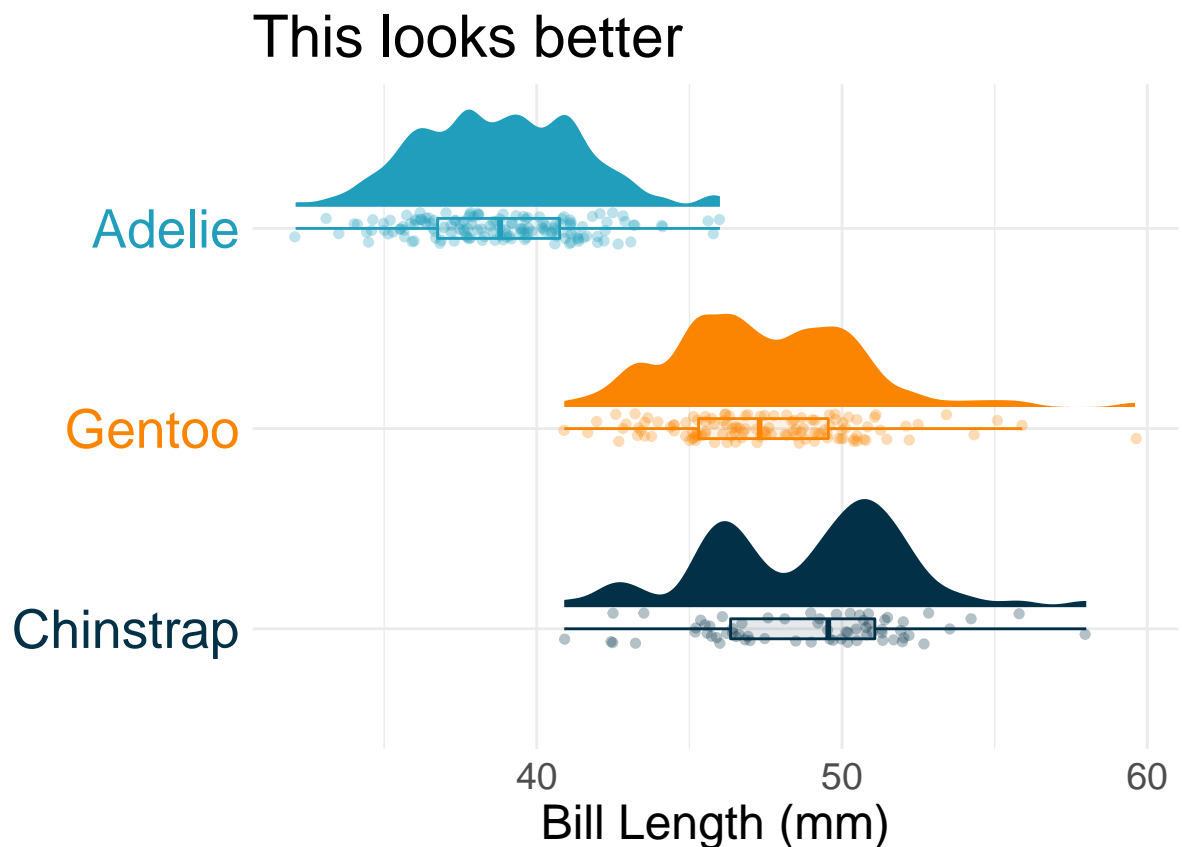 This looks better
Adelie
Gentoo
Chinstrap
40 50 60
Bill Length (mm)